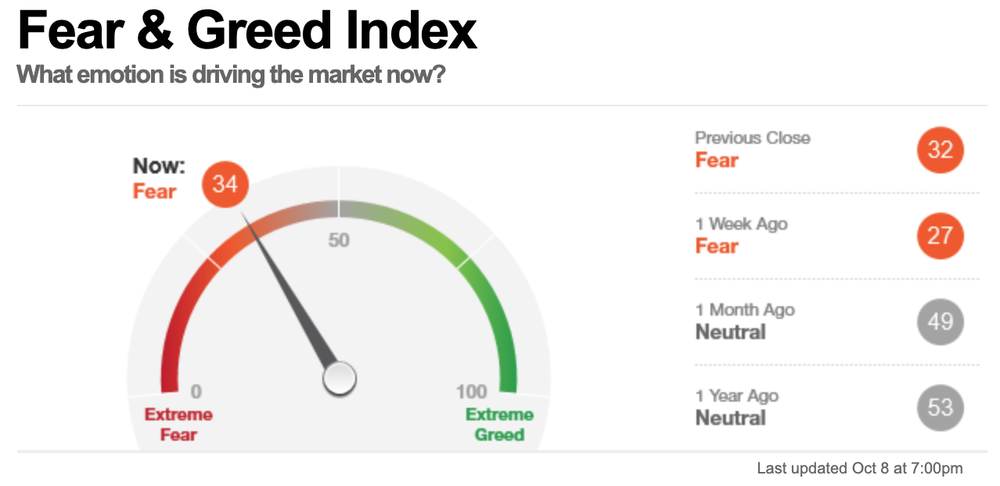 Fear & Greed Index
What emotion is driving the market now?
Now:
Fear
34
50
0
100
Extreme
Fear
Extreme
Greed
Previous Close
Fear
32
1 Week Ago
Fear
27
1 Month Ago
Neutral
49
1 Year Ago
Neutral
53
Last updated Oct 8 at 7:00pm